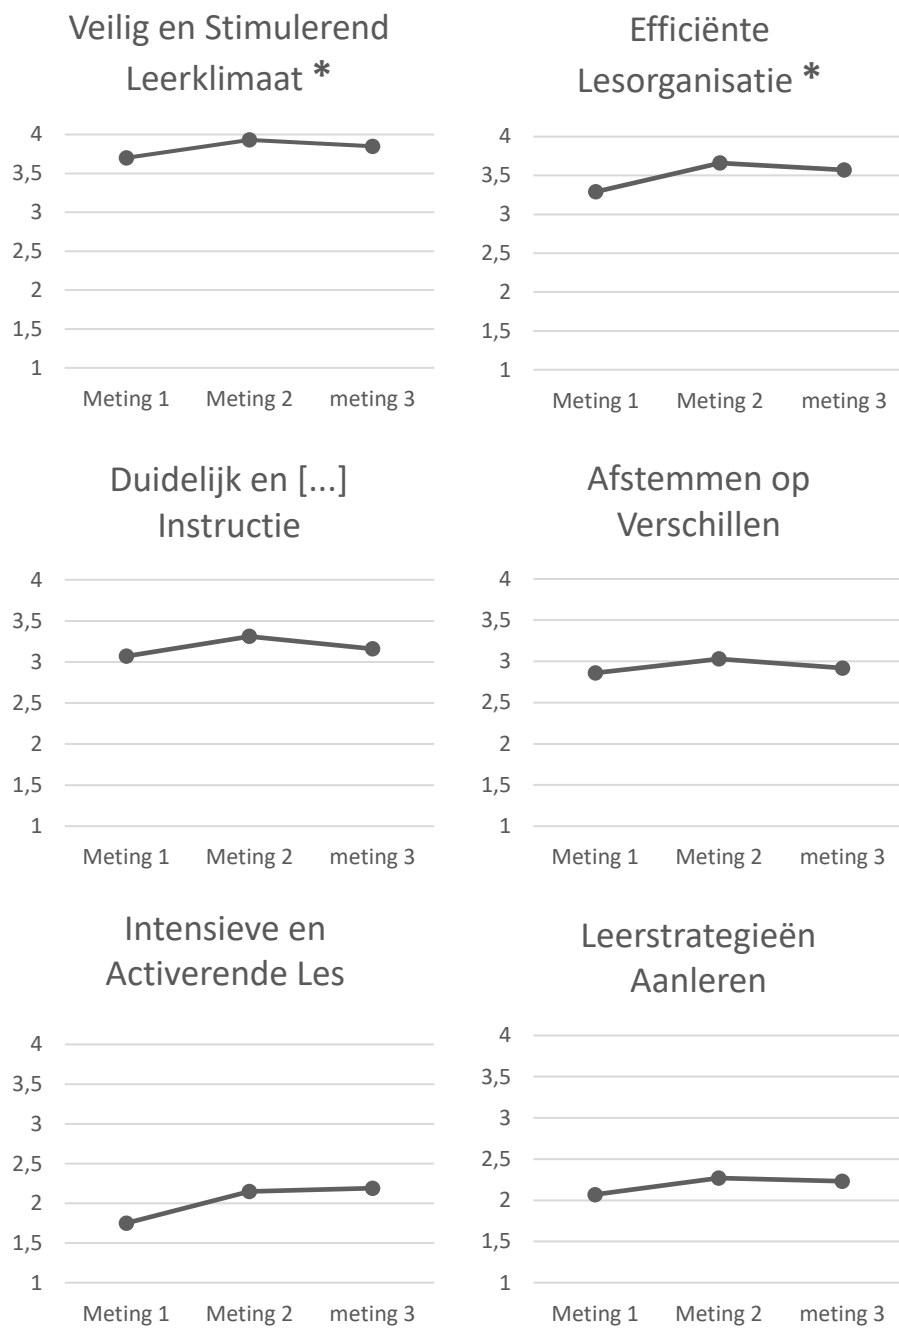 Veilig en Stimulerend
Leerklimaat *
4
3,5
3
2,5
2
1,5
1
Meting 1 Meting 2 meting 3
Efficiënte
Lesorganisatie *
4
3,5
3
2,5
2
1,5
1
Meting 1 Meting 2 meting 3
Duidelijk en [...]
Instructie
4
3,5
3
2,5
2
1,5
1
Meting 1 Meting 2 meting 3
Afstemmen op
Verschillen
4
3,5
3
2,5
2
1,5
1
Meting 1 Meting 2 meting 3
Intensieve en
Activerende Les
4
3,5
3
2,5
2
1,5
1
Meting 1 Meting 2 meting 3
Leerstrategieën
Aanleren
4
3,5
3
2,5
2
1,5
1
Meting 1 Meting 2 meting 3